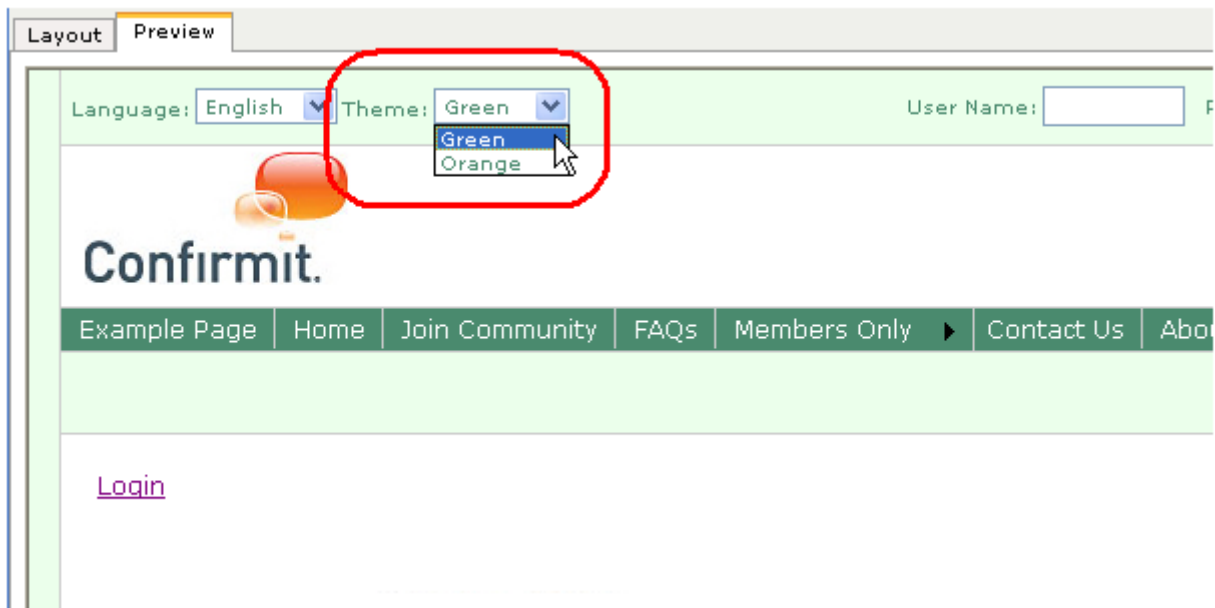 Layout Preview
Language: English Theme: Green User Name:
Green
Orange
Confirmit.
Example Page Home Join Community FAQs Members Only Contact Us
Login